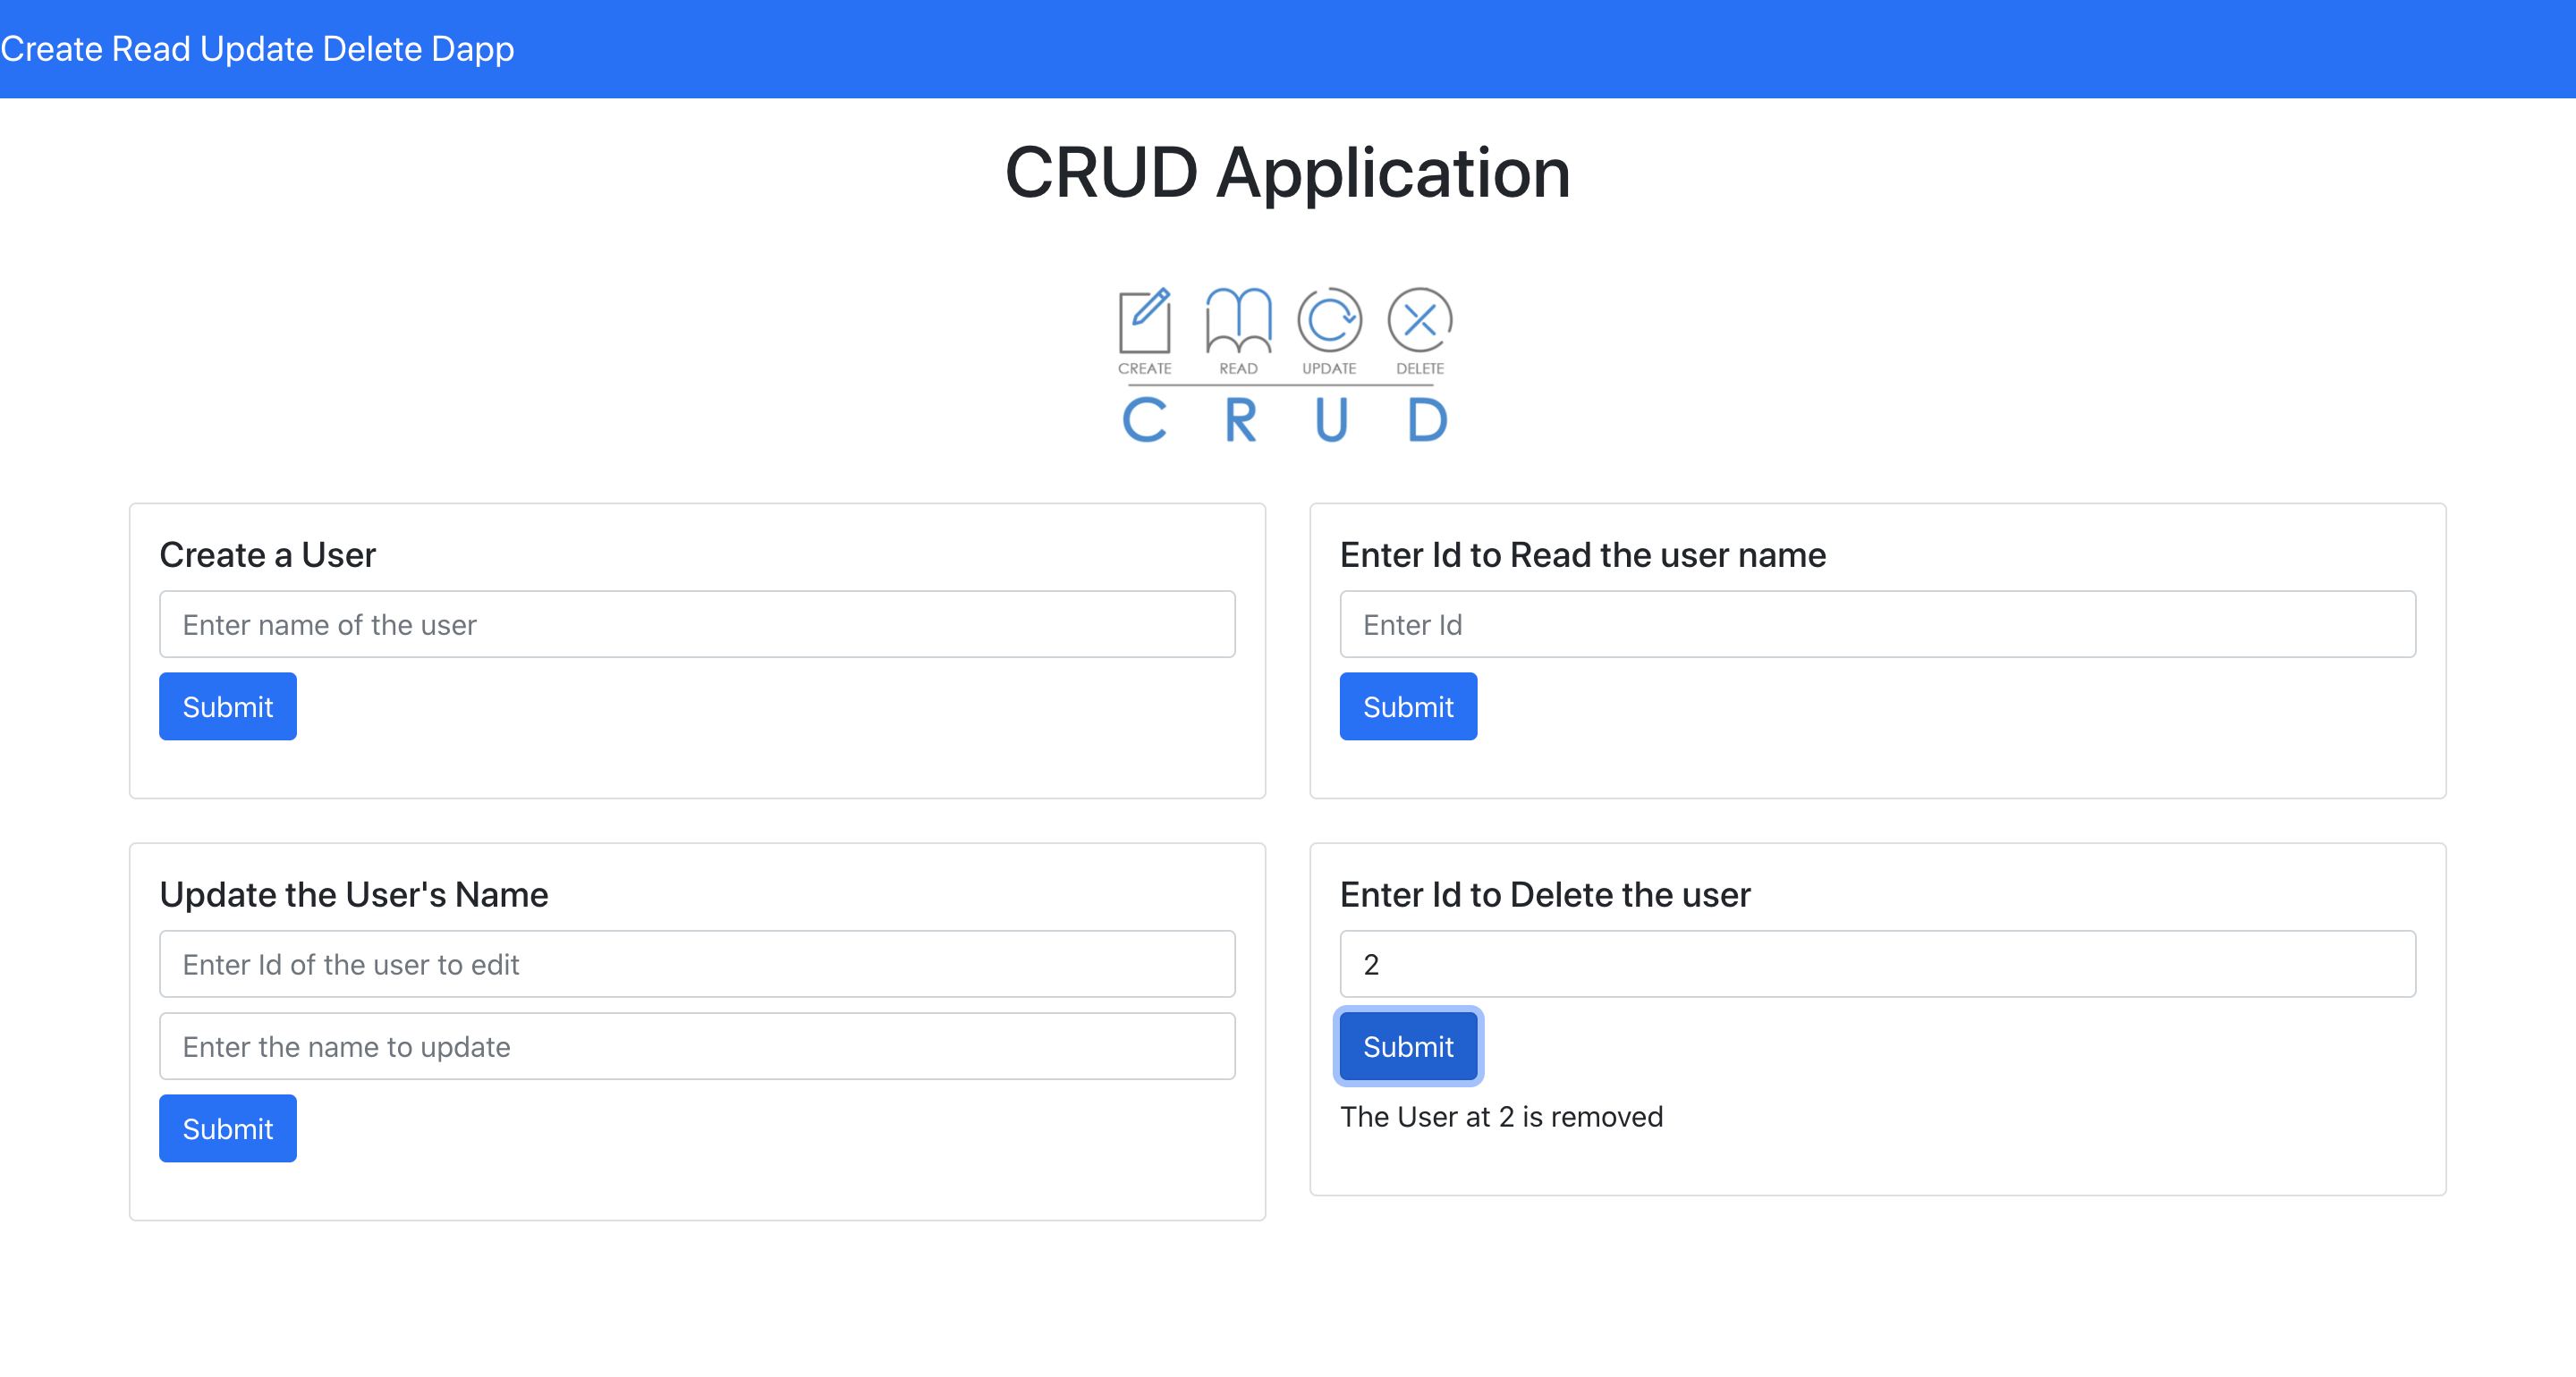 Create Read Update Delete Dapp
CRUD Application
CREATE READ UPDATE DELETE
C R U D
Create a User
Enter name of the user
Submit
Enter Id to Read the user name
Enter Id
Submit
Update the User's Name
Enter Id of the user to edit
Enter the name to update
Submit
Enter Id to Delete the user
2
Submit
The User at 2 is removed